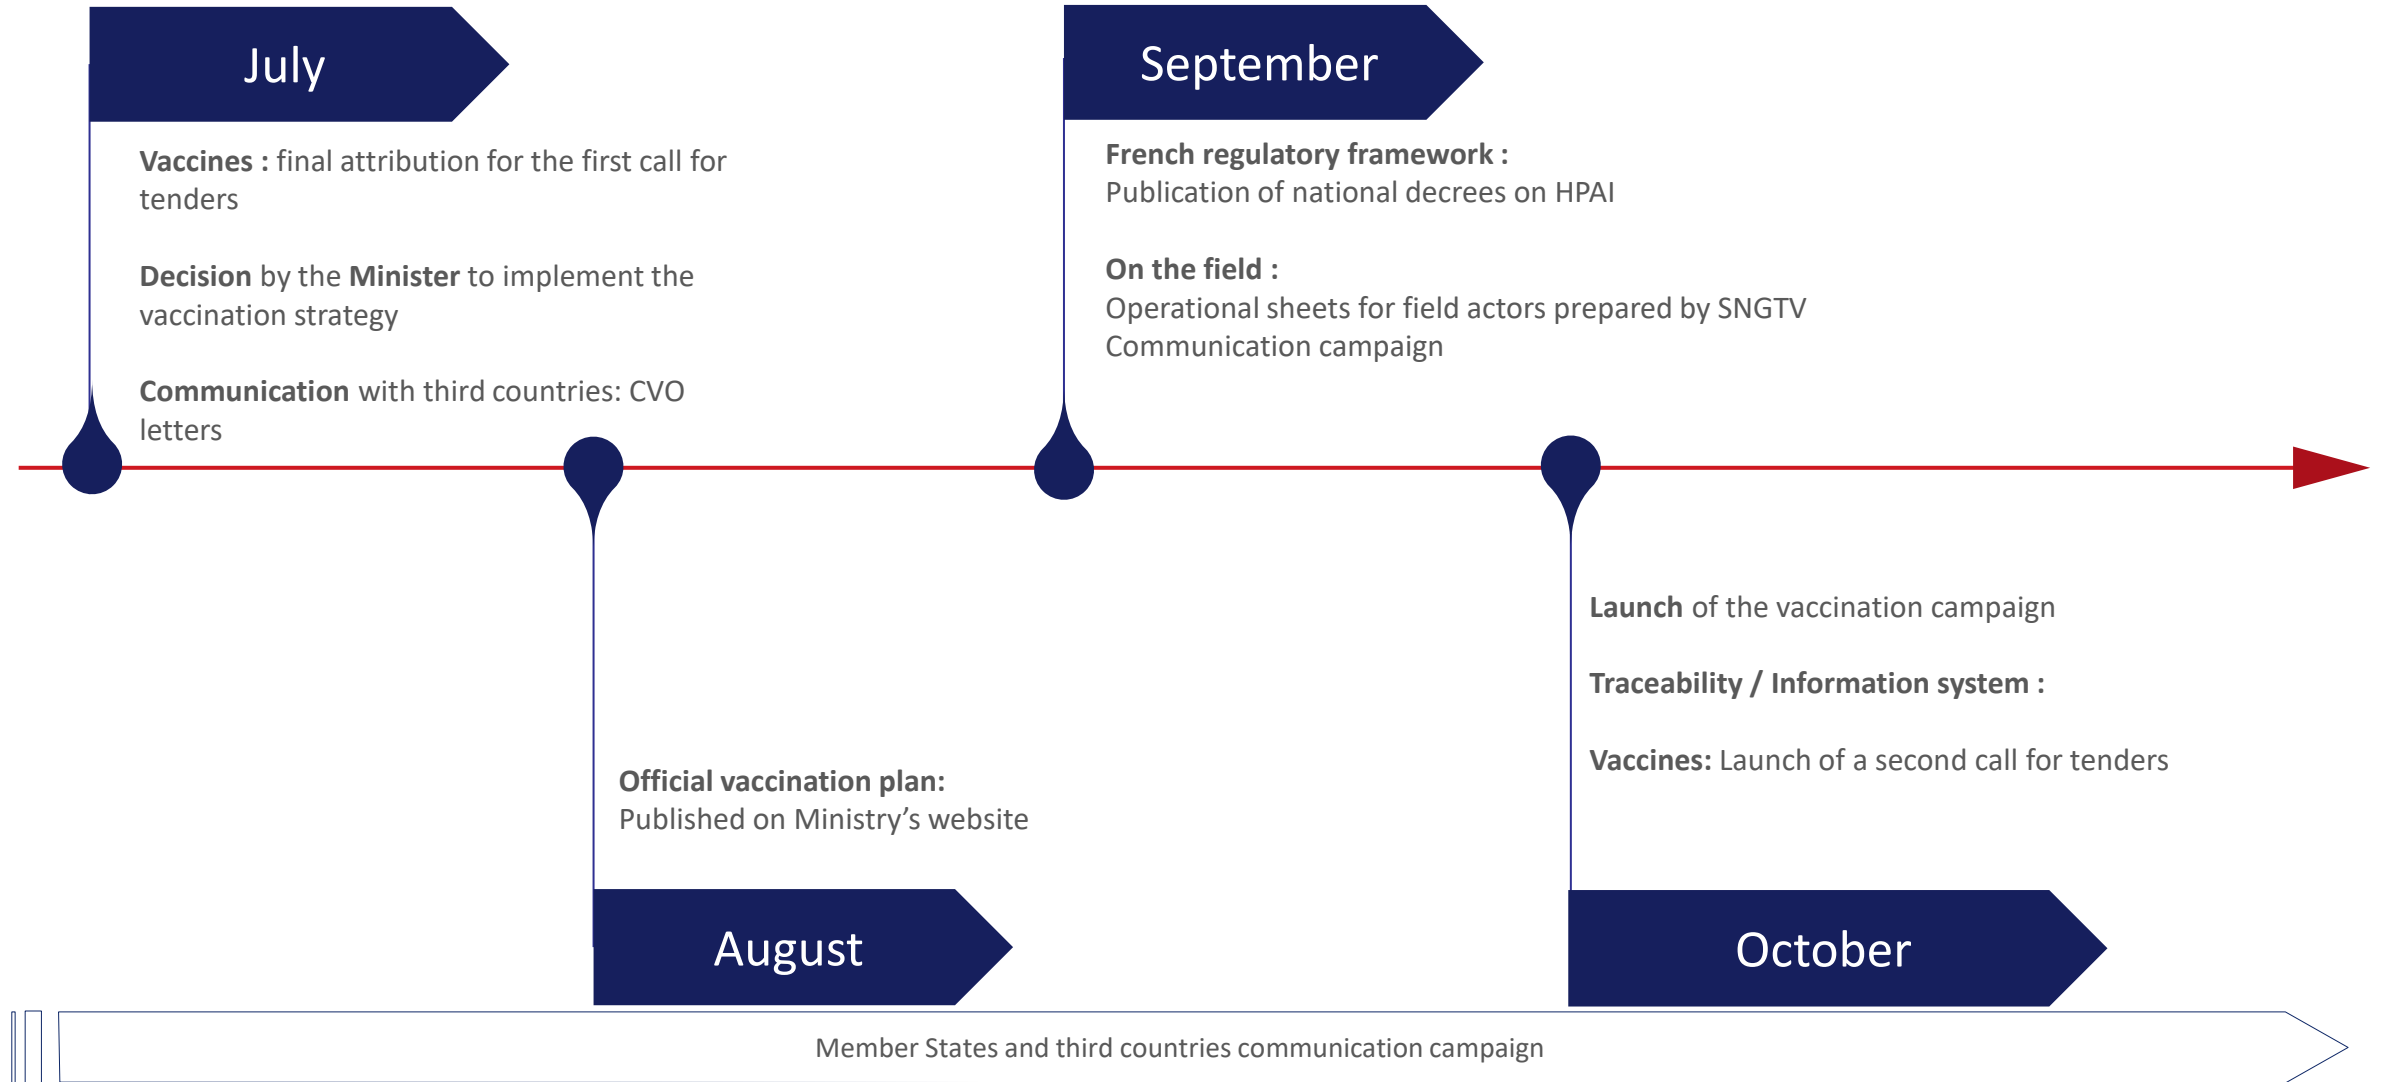 July
Vaccines : final attribution for the first call for
tenders
Decision by the Minister to implement the
vaccination strategy
Communication with third countries: CVO
letters
September
French regulatory framework :
Publication of national decrees on HPAI
On the field :
Operational sheets for field actors prepared by SNGTV
Communication campaign
Official vaccination plan:
Published on Ministry’s website
August
Launch of the vaccination campaign
Traceability / Information system :
Vaccines: Launch of a second call for tenders
October
Member States and third countries communication campaign